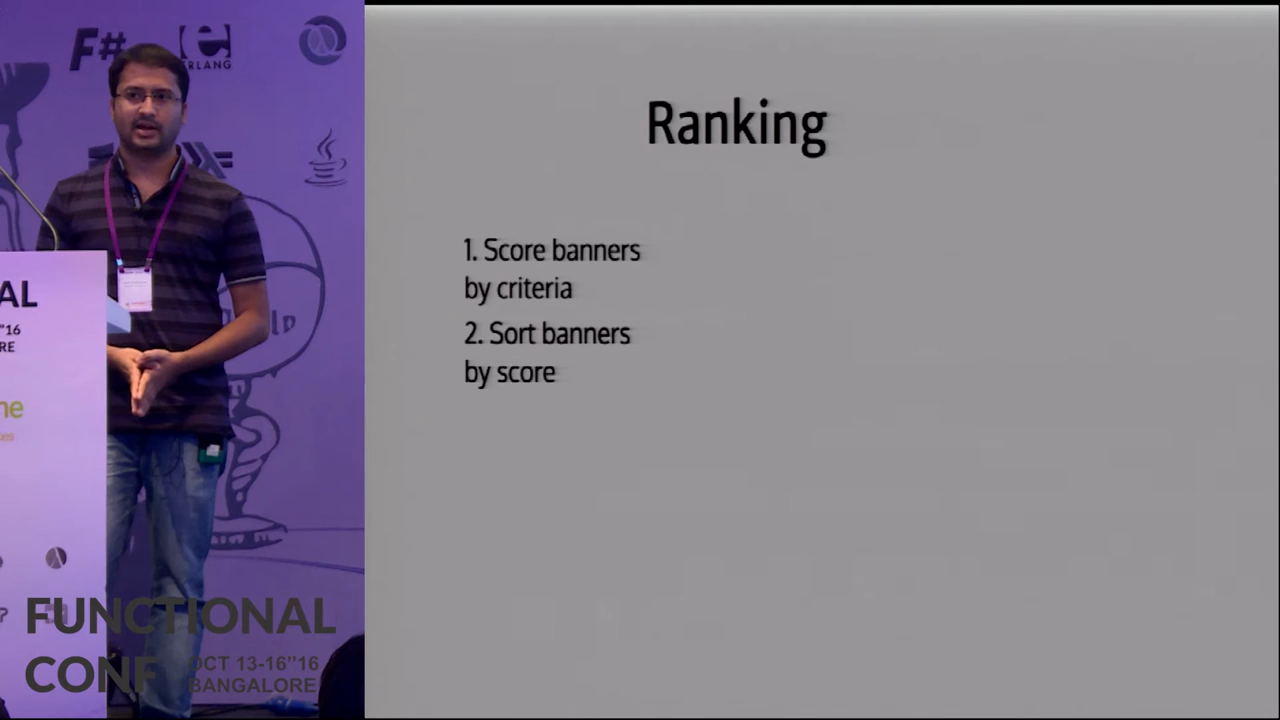 F#
e
ERLANG
AL
"16
RE
ne
Ranking
1. Score banners
by criteria
2. Sort banners
by score
FUNCTIONAL
CONF
OCT 13-16"16
BANGALORE